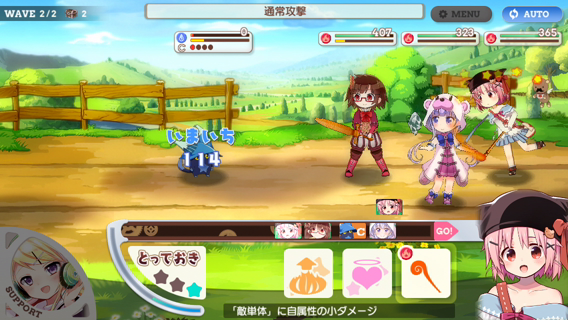 WAVE 2/2 2
通常攻撃
MENU
AUTO
0
C
407
323
365
いまいち
114
C
GO!
とっておき
SUPPORT
「敵単体」に自属性の小ダメージ